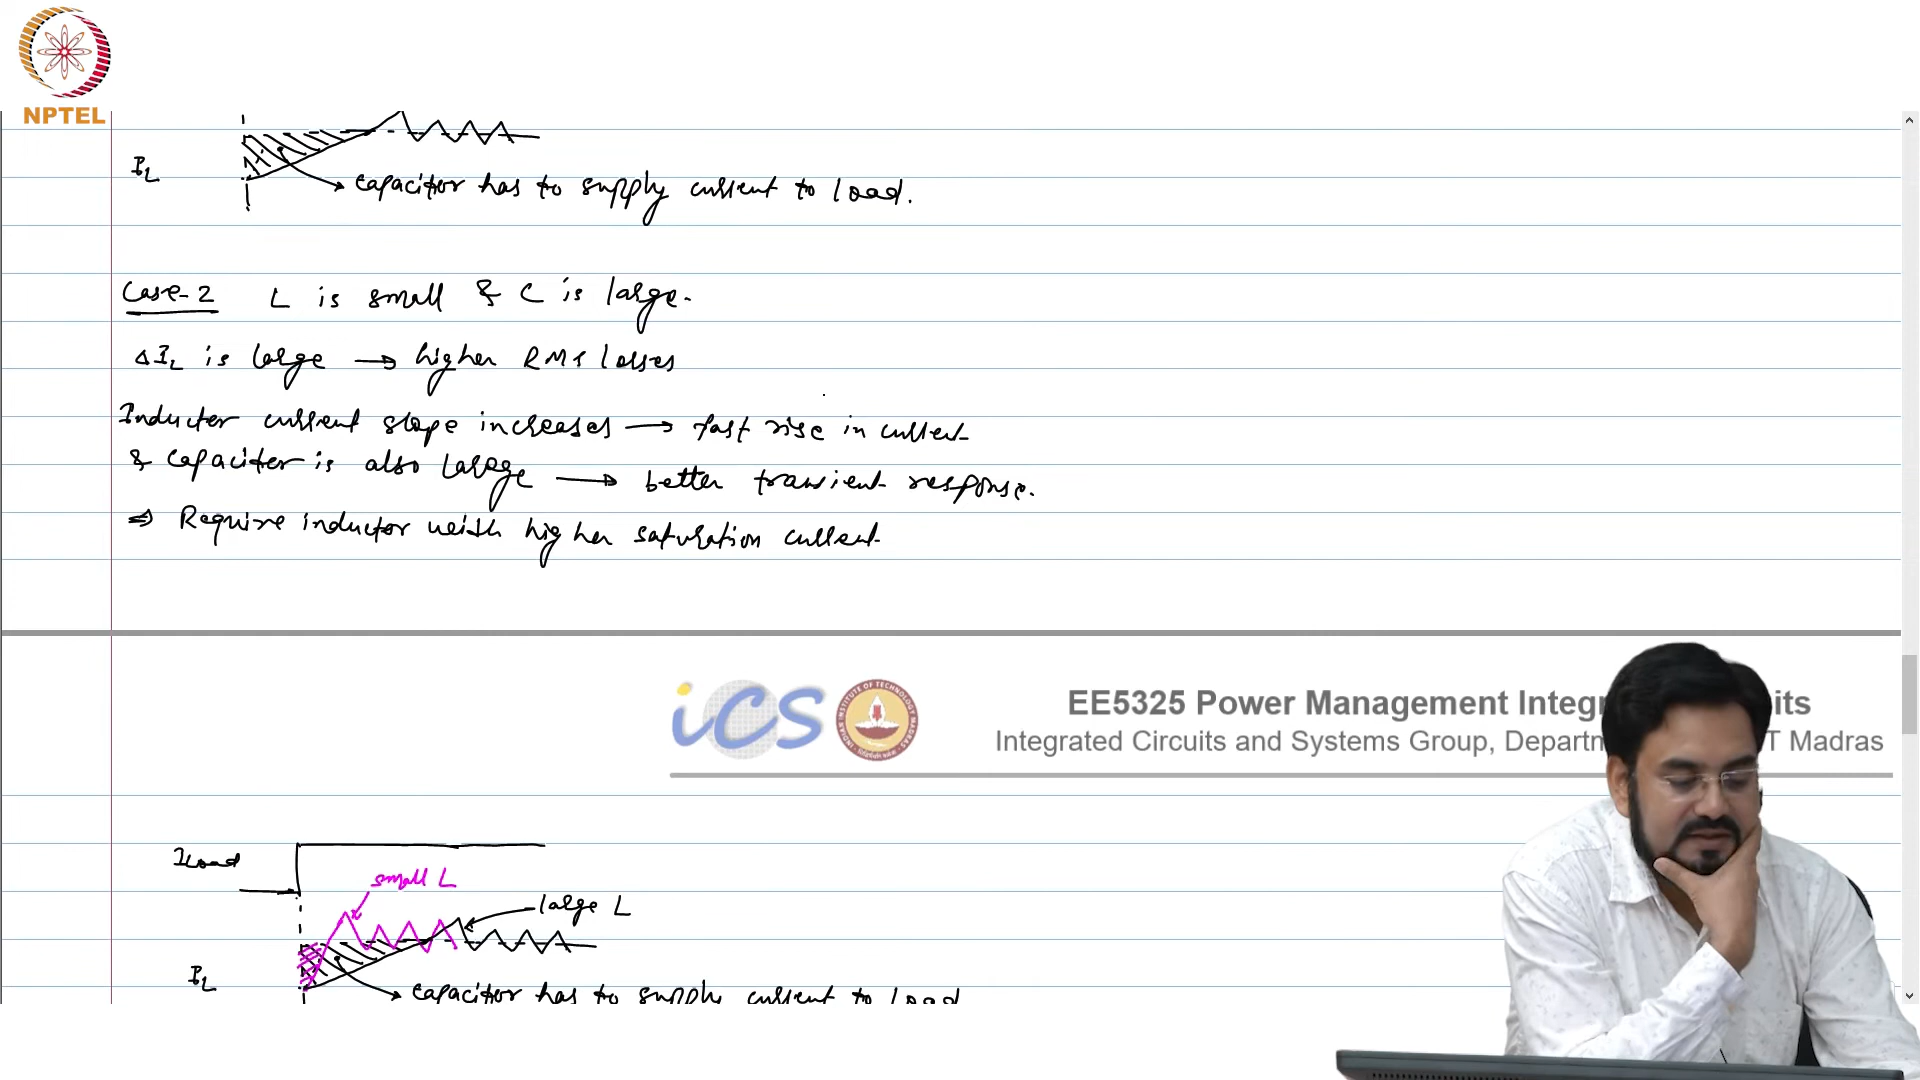 NPTEL
IL
capacitor has to supply current to load.
Case-2 L is small & C is large.
ΔIL is large → higher RMS losses
Inductor current slope increases → fast rise in current
& capacitor is also large → better transient response.
⇒ Require inductor with higher saturation current
ics
EE5325 Power Management Integ its
Integrated Circuits and Systems Group, Departm T Madras
Iload
small L
large L
IL
capacitor has to supply current to load